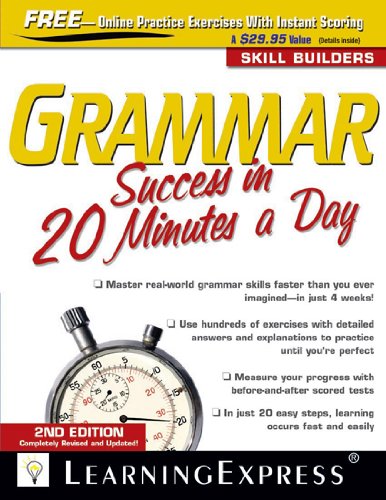 FREE—Online Practice Exercises With Instant Scoring
A $29.95 Value (Details inside)
SKILL BUILDERS
GRAMMAR
Success in
20 Minutes a Day
Master real-world grammar skills faster than you ever
imagined—in just 4 weeks!
Use hundreds of exercises with detailed
answers and explanations to practice
until you're perfect
Measure your progress with
before-and-after scored tests
In just 20 easy steps, learning
occurs fast and easily
2ND EDITION
Completely Revised and Updated!
LEARNINGEXPRESS®